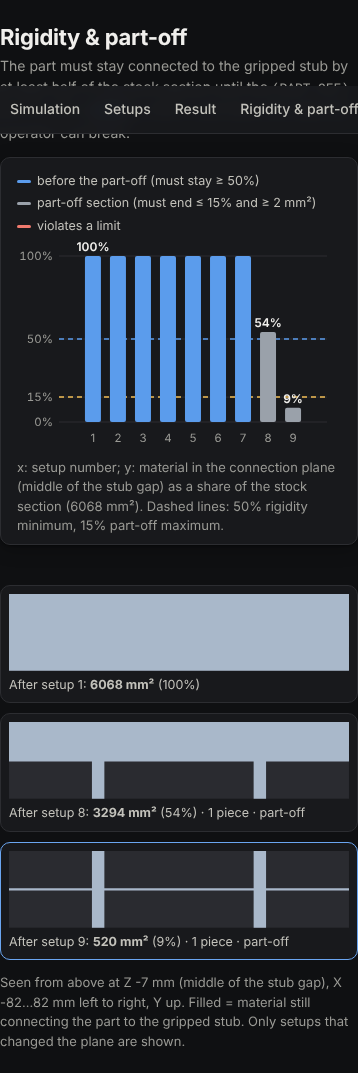 Rigidity & part-off
The part must stay connected to the gripped stub by
Simulation Setups Result Rigidity & part-off
operator can break.
before the part-off (must stay ≥ 50%)
part-off section (must end ≤ 15% and ≥ 2 mm²)
violates a limit
100%
100%
54%
50%
9%
15%
0%
1 2 3 4 5 6 7 8 9
x: setup number; y: material in the connection plane
(middle of the stub gap) as a share of the stock
section (6068 mm²). Dashed lines: 50% rigidity
minimum, 15% part-off maximum.
After setup 1: 6068 mm² (100%)
After setup 8: 3294 mm² (54%) · 1 piece · part-off
After setup 9: 520 mm² (9%) · 1 piece · part-off
Seen from above at Z -7 mm (middle of the stub gap), X
-82…82 mm left to right, Y up. Filled = material still
connecting the part to the gripped stub. Only setups that
changed the plane are shown.